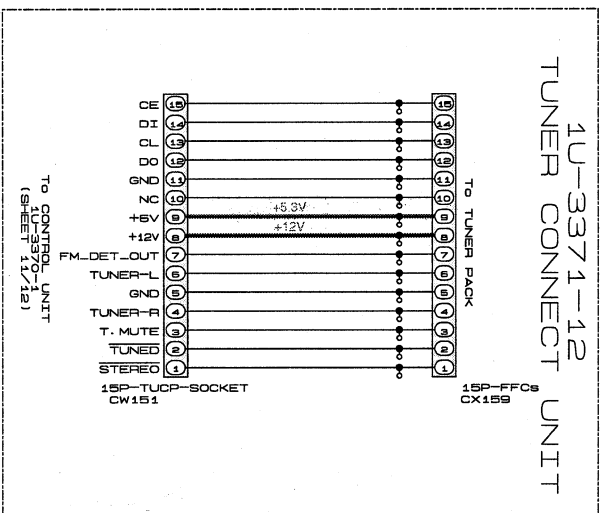 1U-3371-12
TUNER CONNECT UNIT
To CONTROL UNIT
1U-3370-1
(SHEET 11/12)
To TUNER PACK
CE 15 15
DI 14 14
CL 13 13
DO 12 12
GND 11 11
NC 10 10
+5.3V
+6V 9 9
+12V
+12V 8 8
FM_DET_OUT 7 7
TUNER-L 6 6
GND 5 5
TUNER-R 4 4
T.MUTE 3 3
TUNED 2 2
STEREO 1 1
15P-TUCP-SOCKET
CW151
15P-FFCs
CX159